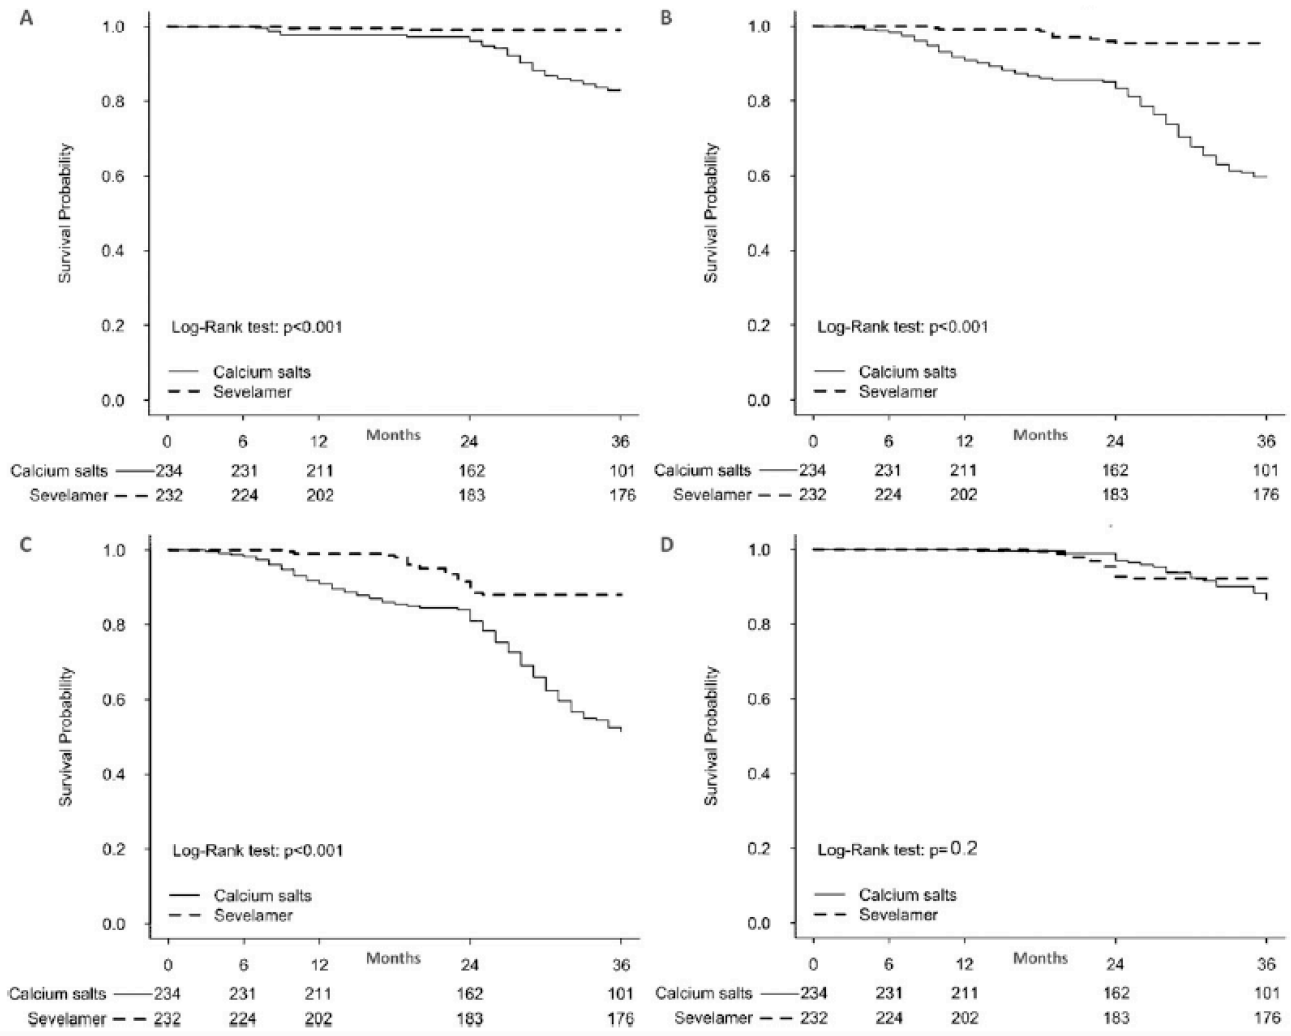 A
1.0
0.8
0.6
0.4
0.2
0.0
Survival Probability
Log-Rank test: p<0.001
Calcium salts
Sevelamer
0 6 12 Months 24 36
Calcium salts 234 231 211 162 101
Sevelamer 232 224 202 183 176
B
1.0
0.8
0.6
0.4
0.2
0.0
Survival Probability
Log-Rank test: p<0.001
Calcium salts
Sevelamer
0 6 12 Months 24 36
Calcium salts 234 231 211 162 101
Sevelamer 232 224 202 183 176
C
1.0
0.8
0.6
0.4
0.2
0.0
Survival Probability
Log-Rank test: p<0.001
Calcium salts
Sevelamer
0 6 12 Months 24 36
Calcium salts 234 231 211 162 101
Sevelamer 232 224 202 183 176
D
1.0
0.8
0.6
0.4
0.2
0.0
Survival Probability
Log-Rank test: p= 0.2
Calcium salts
Sevelamer
0 6 12 Months 24 36
Calcium salts 234 231 211 162 101
Sevelamer 232 224 202 183 176